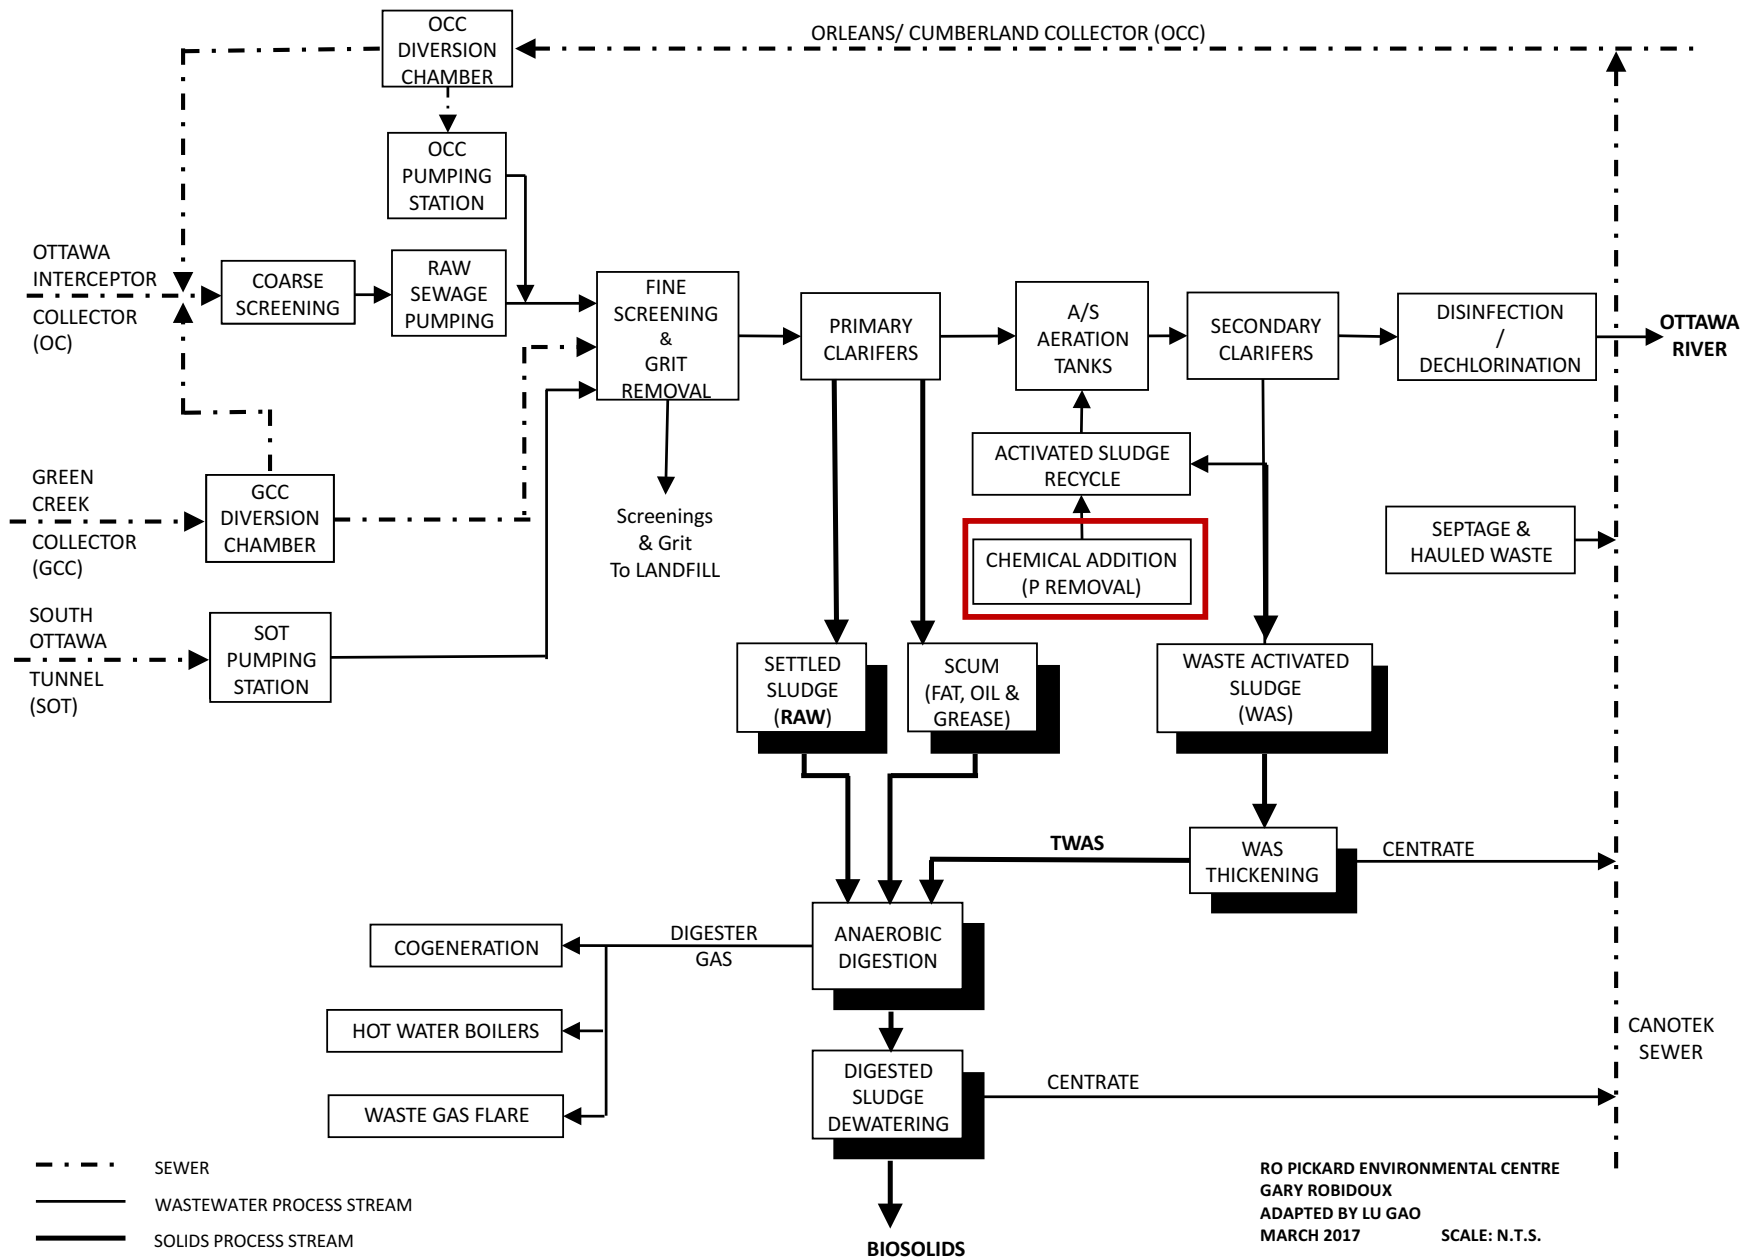 OCC
DIVERSION
CHAMBER
ORLEANS/ CUMBERLAND COLLECTOR (OCC)
OCC
PUMPING
STATION
OTTAWA
INTERCEPTOR
COLLECTOR
(OC)
COARSE
SCREENING
RAW
SEWAGE
PUMPING
FINE
SCREENING
&
GRIT
REMOVAL
PRIMARY
CLARIFERS
A/S
AERATION
TANKS
SECONDARY
CLARIFERS
DISINFECTION
/
DECHLORINATION
OTTAWA
RIVER
GREEN
CREEK
COLLECTOR
(GCC)
GCC
DIVERSION
CHAMBER
Screenings
& Grit
To LANDFILL
ACTIVATED SLUDGE
RECYCLE
CHEMICAL ADDITION
(P REMOVAL)
SEPTAGE &
HAULED WASTE
SOUTH
OTTAWA
TUNNEL
(SOT)
SOT
PUMPING
STATION
SETTLED
SLUDGE
(RAW)
SCUM
(FAT, OIL &
GREASE)
WASTE ACTIVATED
SLUDGE
(WAS)
TWAS
WAS
THICKENING
CENTRATE
COGENERATION
DIGESTER
GAS
ANAEROBIC
DIGESTION
HOT WATER BOILERS
WASTE GAS FLARE
DIGESTED
SLUDGE
DEWATERING
CENTRATE
CANOTEK
SEWER
SEWER
WASTEWATER PROCESS STREAM
SOLIDS PROCESS STREAM
BIOSOLIDS
RO PICKARD ENVIRONMENTAL CENTRE
GARY ROBIDOUX
ADAPTED BY LU GAO
MARCH 2017 SCALE: N.T.S.